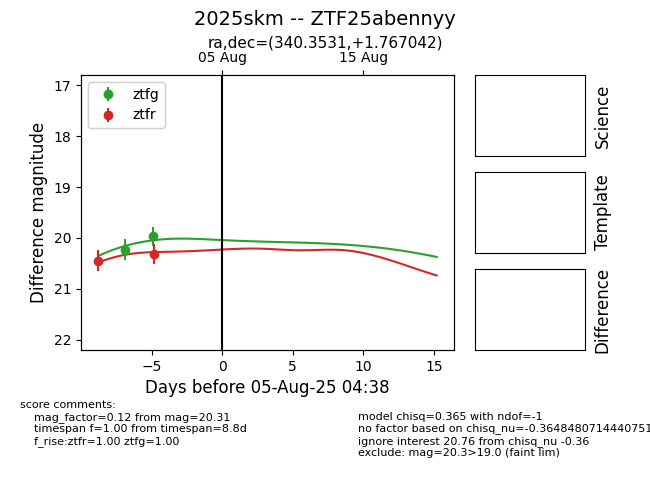 2025skm -- ZTF25abennyy
ra,dec=(340.3531,+1.767042)
05 Aug
15 Aug
ztfg
ztfr
17
18
19
20
21
22
Difference magnitude
−5
0
5
10
15
Days before 05-Aug-25 04:38
Science
Template
Difference
score comments:
mag_factor=0.12 from mag=20.31
timespan f=1.00 from timespan=8.8d
f_rise:ztfr=1.00 ztfg=1.00
model chisq=0.365 with ndof=-1
no factor based on chisq_nu=-0.3648480714440751
ignore interest 20.76 from chisq_nu -0.36
exclude: mag=20.3>19.0 (faint lim)